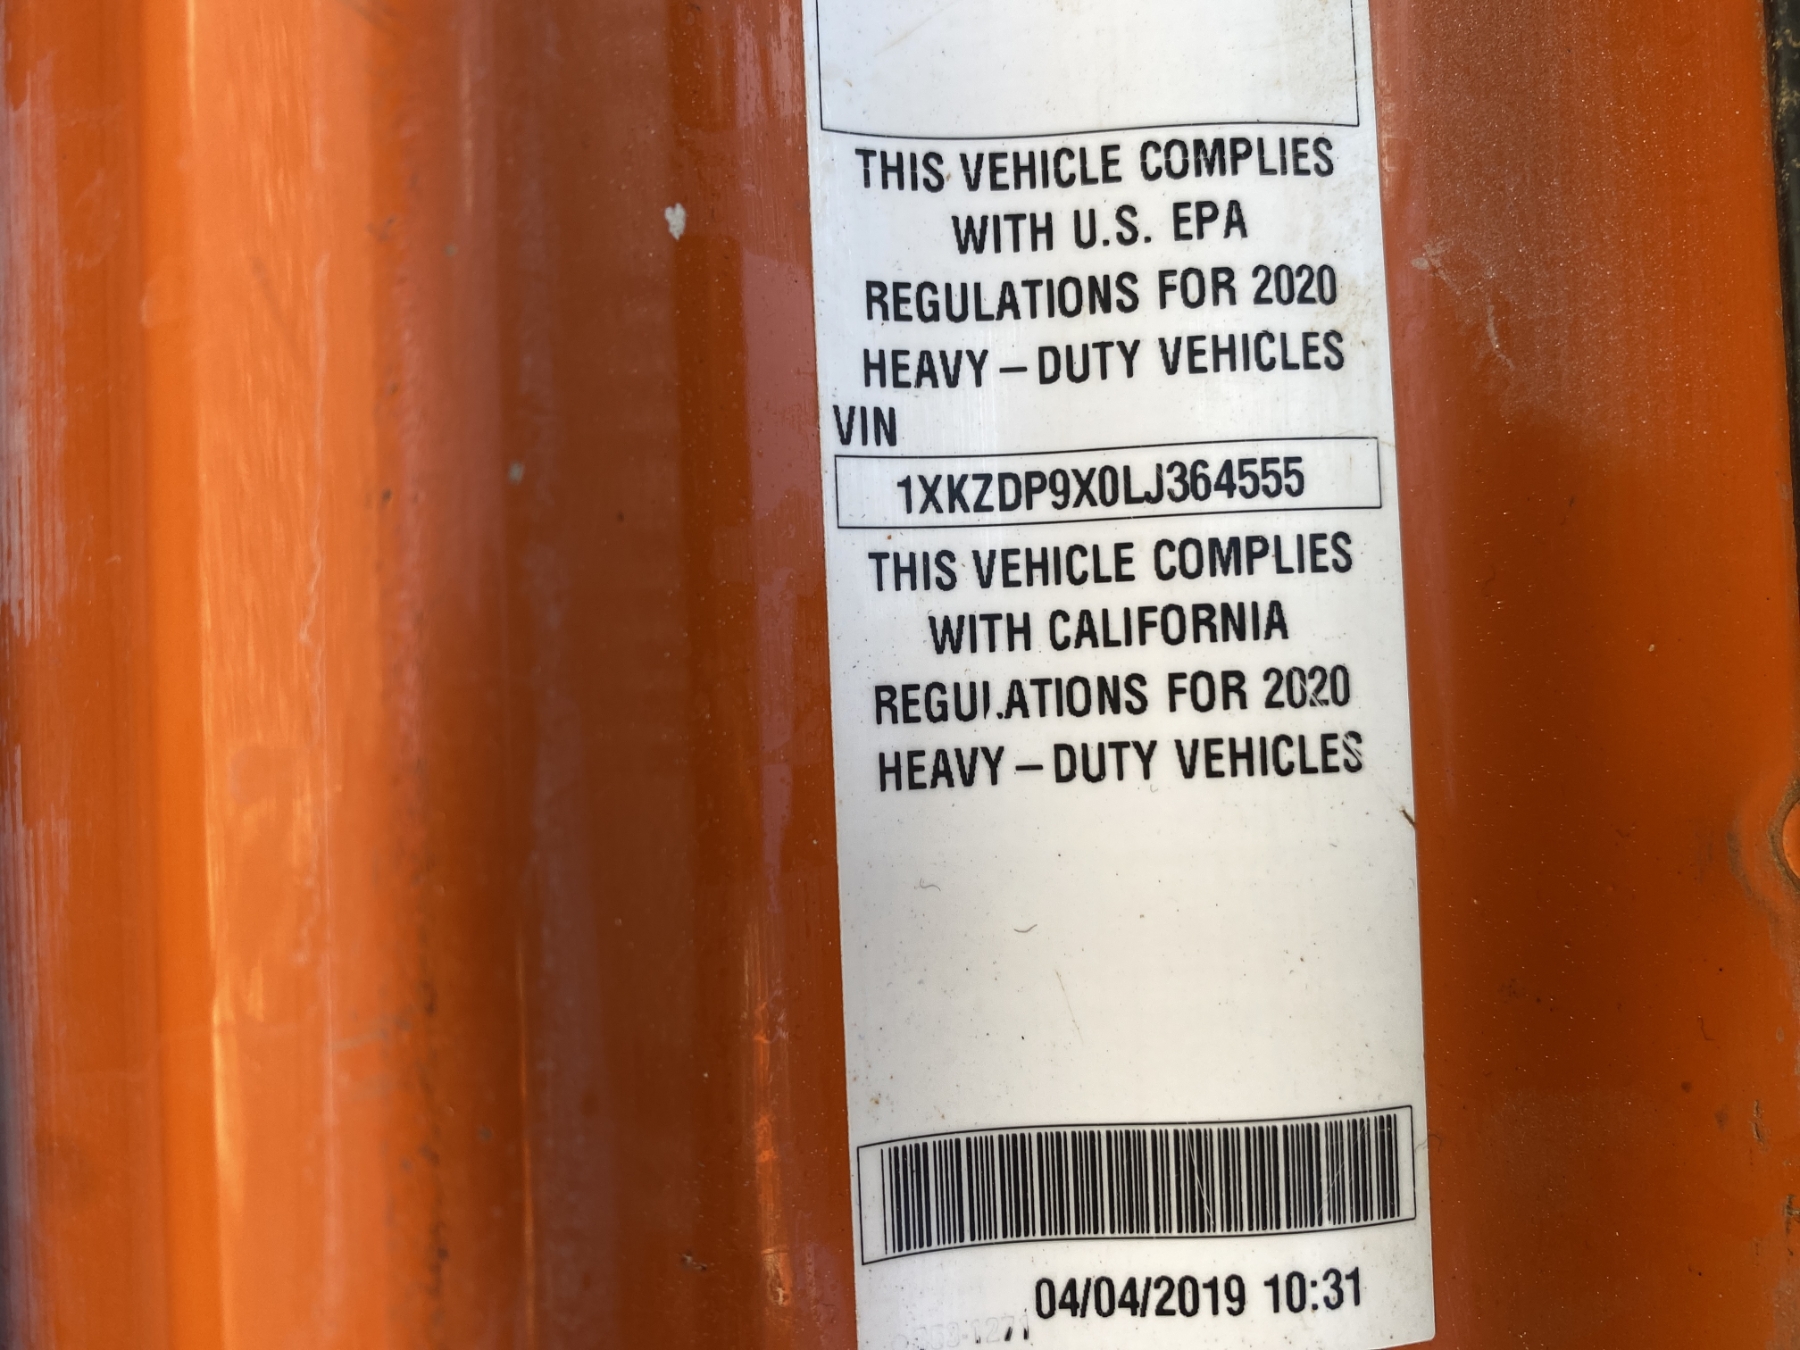 THIS VEHICLE COMPLIES
WITH U.S. EPA
REGULATIONS FOR 2020
HEAVY – DUTY VEHICLES
VIN
1XKZDP9X0LJ364555
THIS VEHICLE COMPLIES
WITH CALIFORNIA
REGULATIONS FOR 2020
HEAVY – DUTY VEHICLES
04/04/2019 10:31